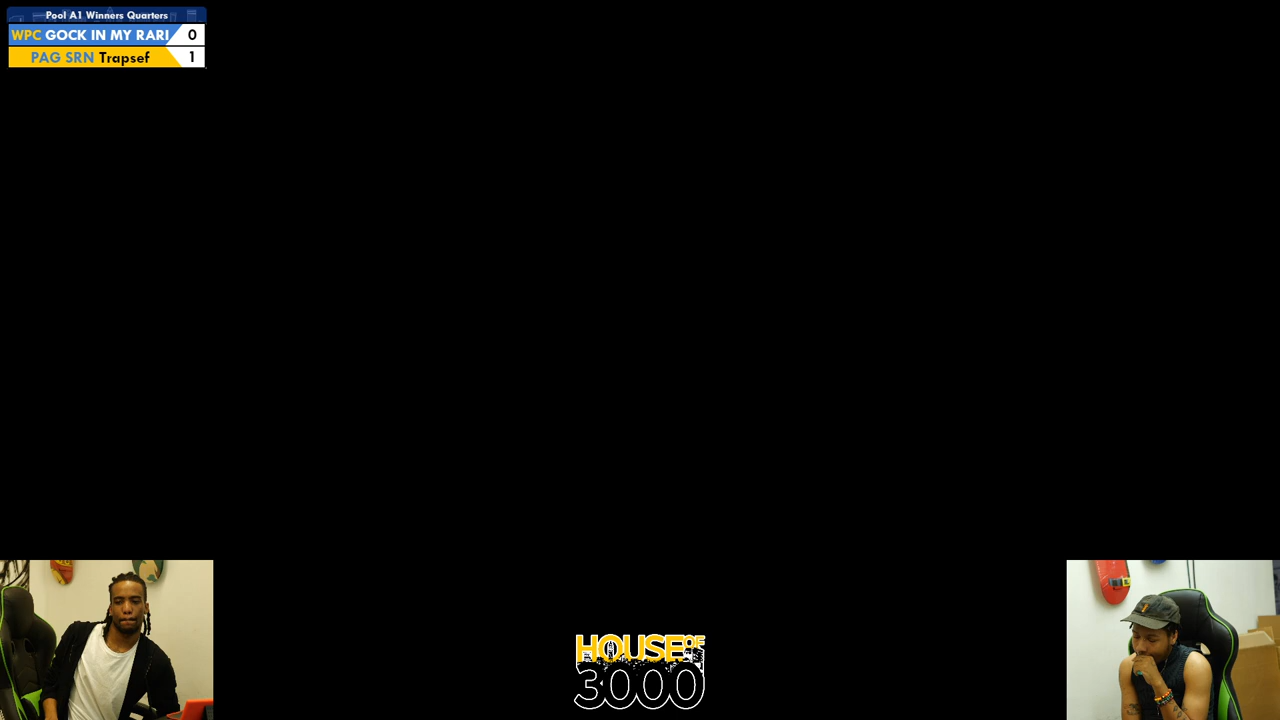 Pool A1 Winners Quarters
WPC GOCK IN MY RARI 0
PAG SRN Trapsef 1
HOUSE OF
3000